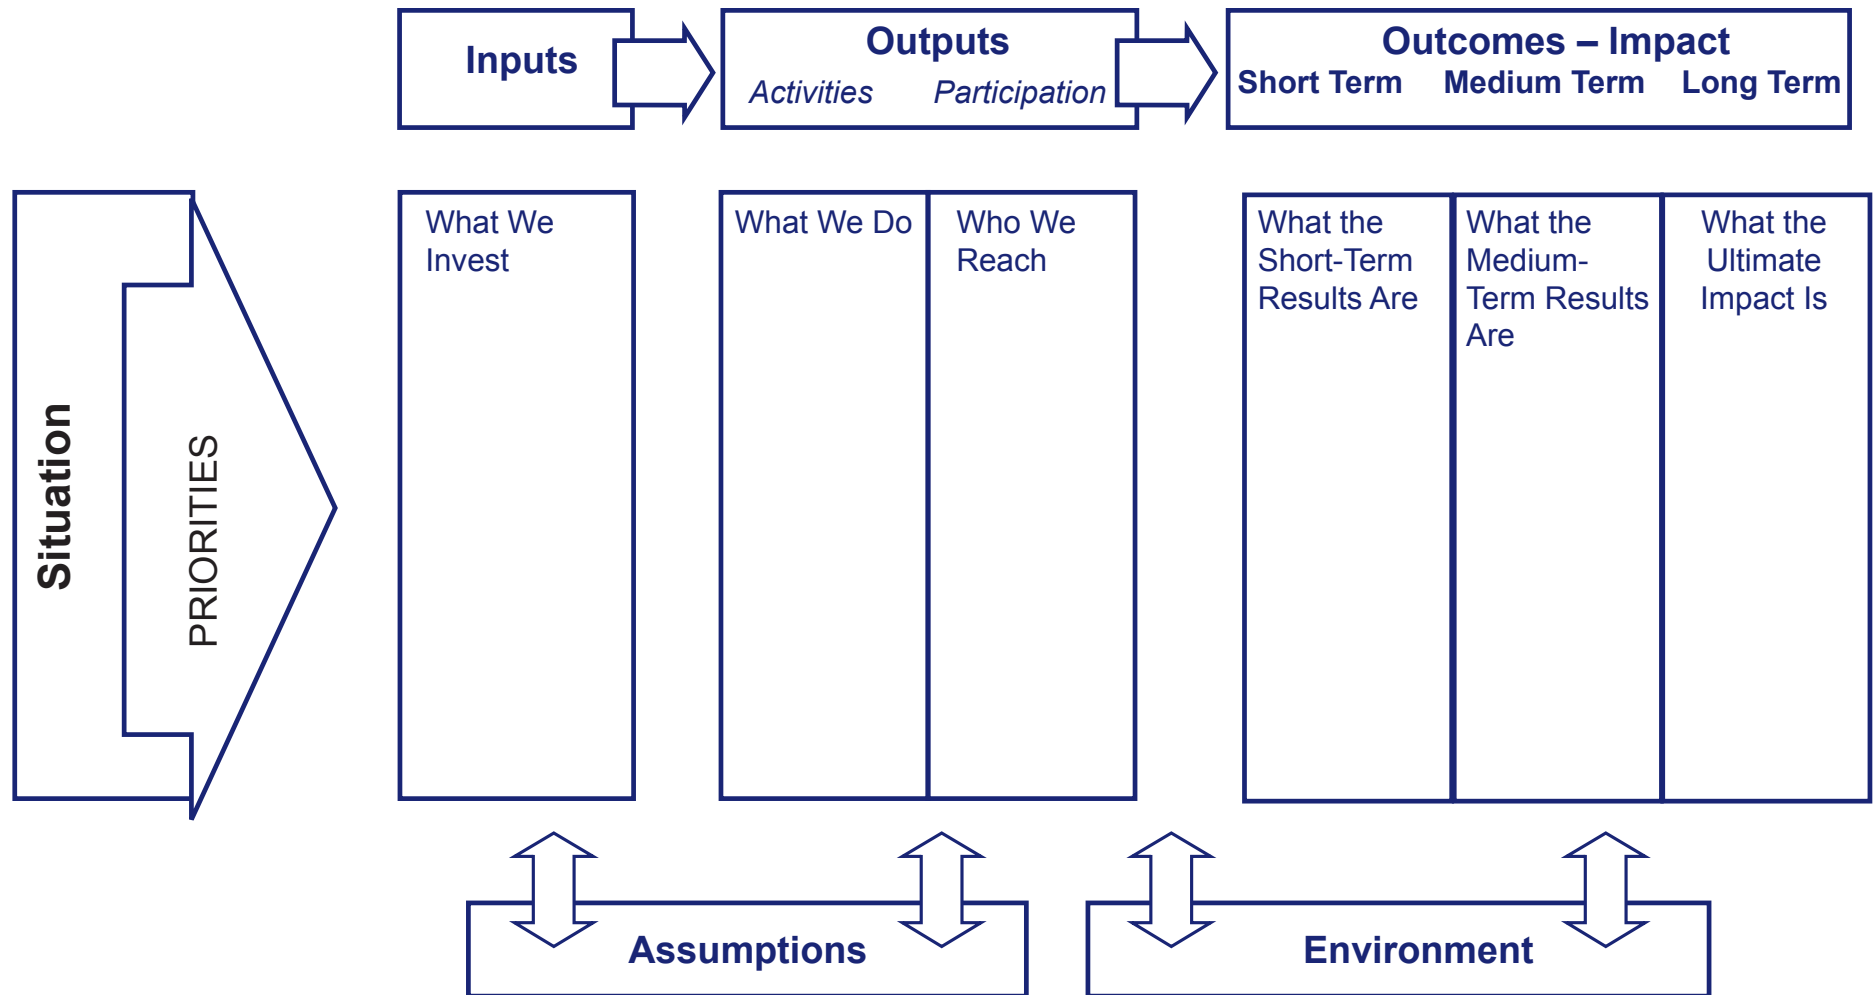 Inputs
Outputs
Activities Participation
Outcomes – Impact
Short Term Medium Term Long Term
Situation
PRIORITIES
What We
Invest
What We Do
Who We
Reach
What the
Short-Term
Results Are
What the
Medium-
Term Results
Are
What the
Ultimate
Impact Is
Assumptions
Environment